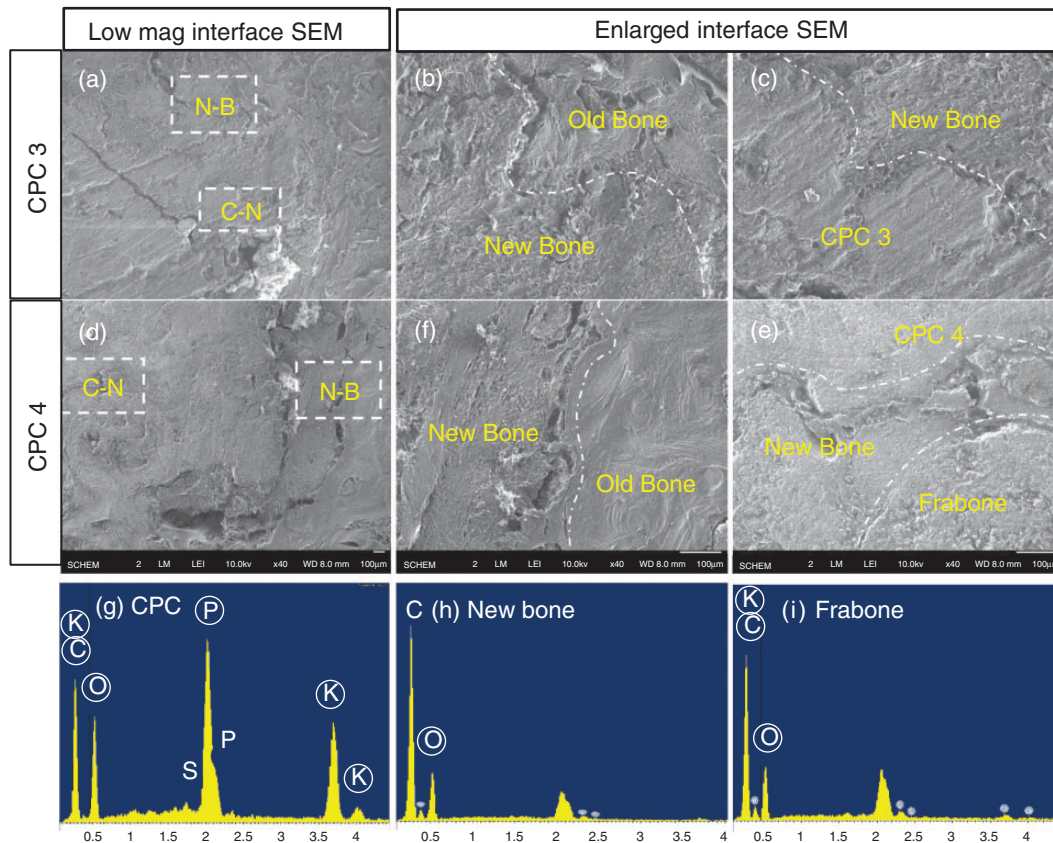 Low mag interface SEM
Enlarged interface SEM
CPC 3
(a)
N-B
C-N
(b)
Old Bone
New Bone
(c)
New Bone
CPC 3
CPC 4
(d)
C-N
N-B
(f)
New Bone
Old Bone
(e)
CPC 4
New Bone
Frabone
SCHEM 2 LM LEI 10.0kv x40 WD 8.0 mm 100µm
SCHEM 2 LM LEI 10.0kv x40 WD 8.0 mm 100µm
SCHEM 2 LM LEI 10.0kv x40 WD 8.0 mm 100µm
(g) CPC
K
C
O
P
P
S
K
K
0.5 1 1.5 2 2.5 3 3.5 4
C (h) New bone
O
0.5 1 1.5 2 2.5 3 3.5 4
(i) Frabone
K
C
O
0.5 1 1.5 2 2.5 3 3.5 4